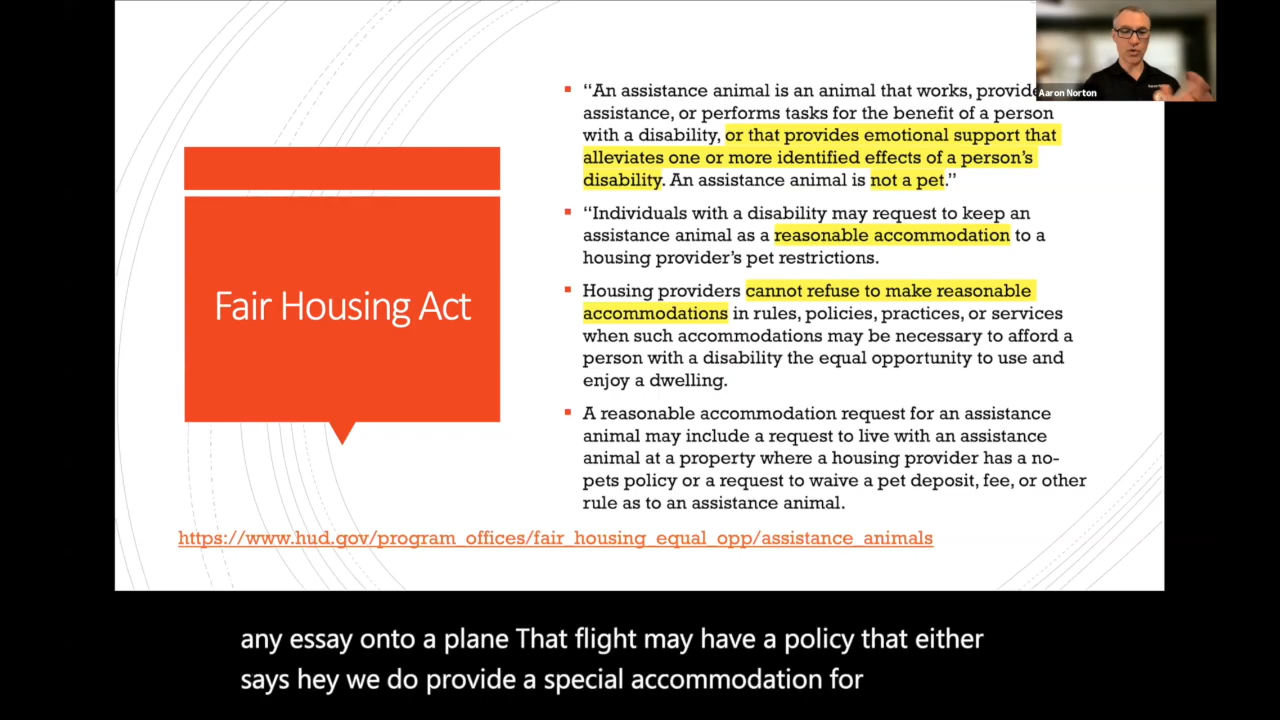 Aaron Norton
Fair Housing Act
“An assistance animal is an animal that works,
assistance, or performs tasks for the benefit of a person
with a disability, or that provides emotional support that
alleviates one or more identified effects of a person’s
disability. An assistance animal is not a pet.”
“Individuals with a disability may request to keep an
assistance animal as a reasonable accommodation to a
housing provider’s pet restrictions.
Housing providers cannot refuse to make reasonable
accommodations in rules, policies, practices, or services
when such accommodations may be necessary to afford a
person with a disability the equal opportunity to use and
enjoy a dwelling.
A reasonable accommodation request for an assistance
animal may include a request to live with an assistance
animal at a property where a housing provider has a no-
pets policy or a request to waive a pet deposit, fee, or other
rule as to an assistance animal.
https://www.hud.gov/program_offices/fair_housing_equal_opp/assistance_animals
any essay onto a plane That flight may have a policy that either
says hey we do provide a special accommodation for